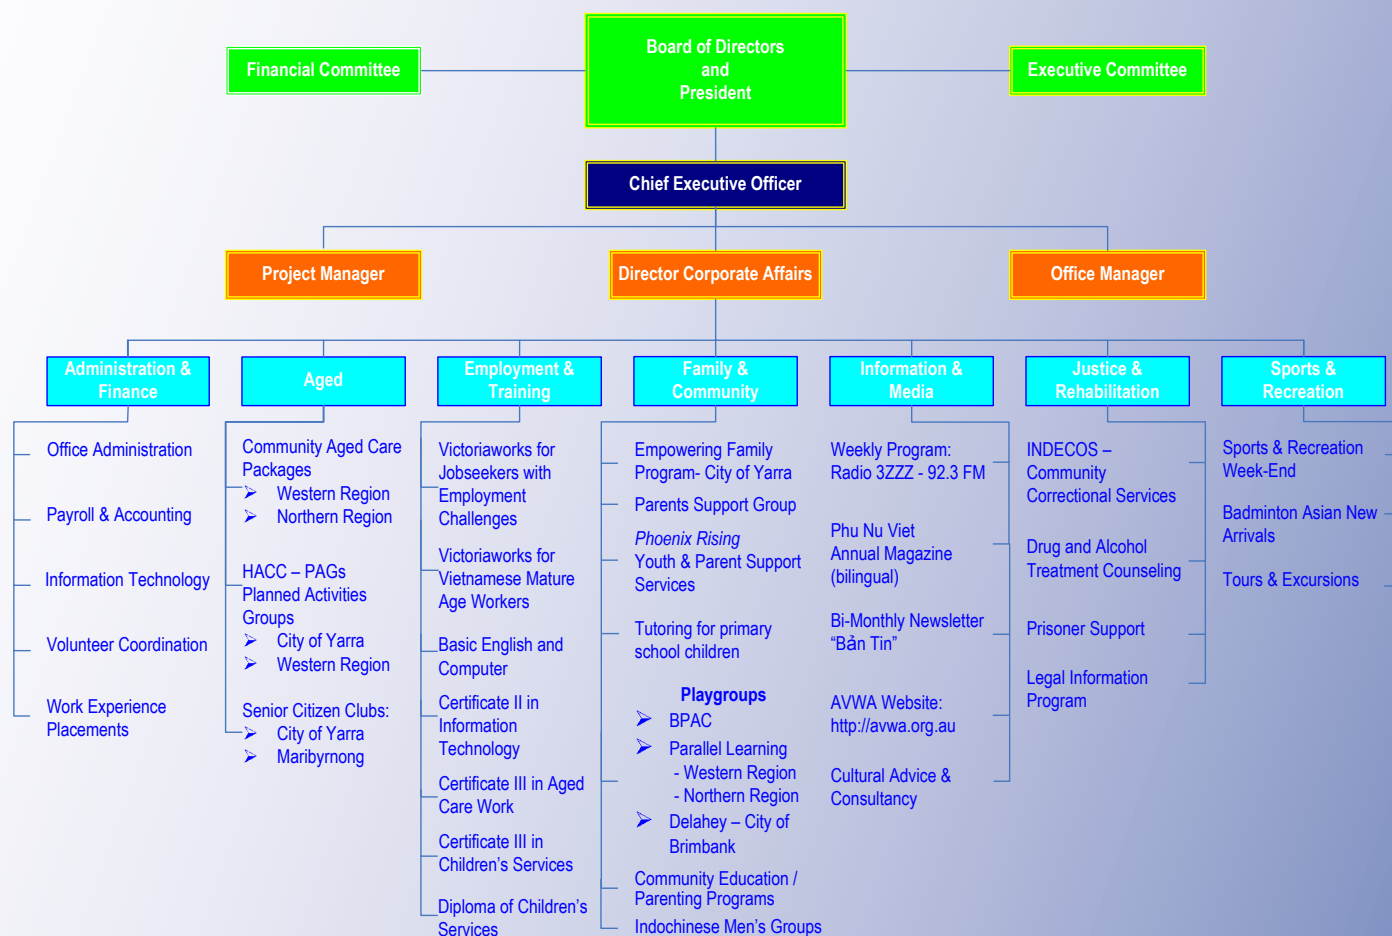 Board of Directors
and
President
Financial Committee
Executive Committee
Chief Executive Officer
Project Manager
Director Corporate Affairs
Office Manager
Administration &
Finance
Office Administration
Payroll & Accounting
Information Technology
Volunteer Coordination
Work Experience
Placements
Aged
Community Aged Care
Packages
➢ Western Region
➢ Northern Region
HACC – PAGs
Planned Activities
Groups
➢ City of Yarra
➢ Western Region
Senior Citizen Clubs:
➢ City of Yarra
➢ Maribyrnong
Employment &
Training
Victoriaworks for
Jobseekers with
Employment
Challenges
Victoriaworks for
Vietnamese Mature
Age Workers
Basic English and
Computer
Certificate II in
Information
Technology
Certificate III in Aged
Care Work
Certificate III in
Children’s Services
Diploma of Children’s
Services
Family &
Community
Empowering Family
Program- City of Yarra
Parents Support Group
Phoenix Rising
Youth & Parent Support
Services
Tutoring for primary
school children
Playgroups
➢ BPAC
➢ Parallel Learning
- Western Region
- Northern Region
➢ Delahey – City of
Brimbank
Community Education /
Parenting Programs
Indochinese Men’s Groups
Information &
Media
Weekly Program:
Radio 3ZZZ - 92.3 FM
Phu Nu Viet
Annual Magazine
(bilingual)
Bi-Monthly Newsletter
“Bản Tin”
AVWA Website:
http://avwa.org.au
Cultural Advice &
Consultancy
Justice &
Rehabilitation
INDECOS –
Community
Correctional Services
Drug and Alcohol
Treatment Counseling
Prisoner Support
Legal Information
Program
Sports &
Recreation
Sports & Recreation
Week-End
Badminton Asian New
Arrivals
Tours & Excursions